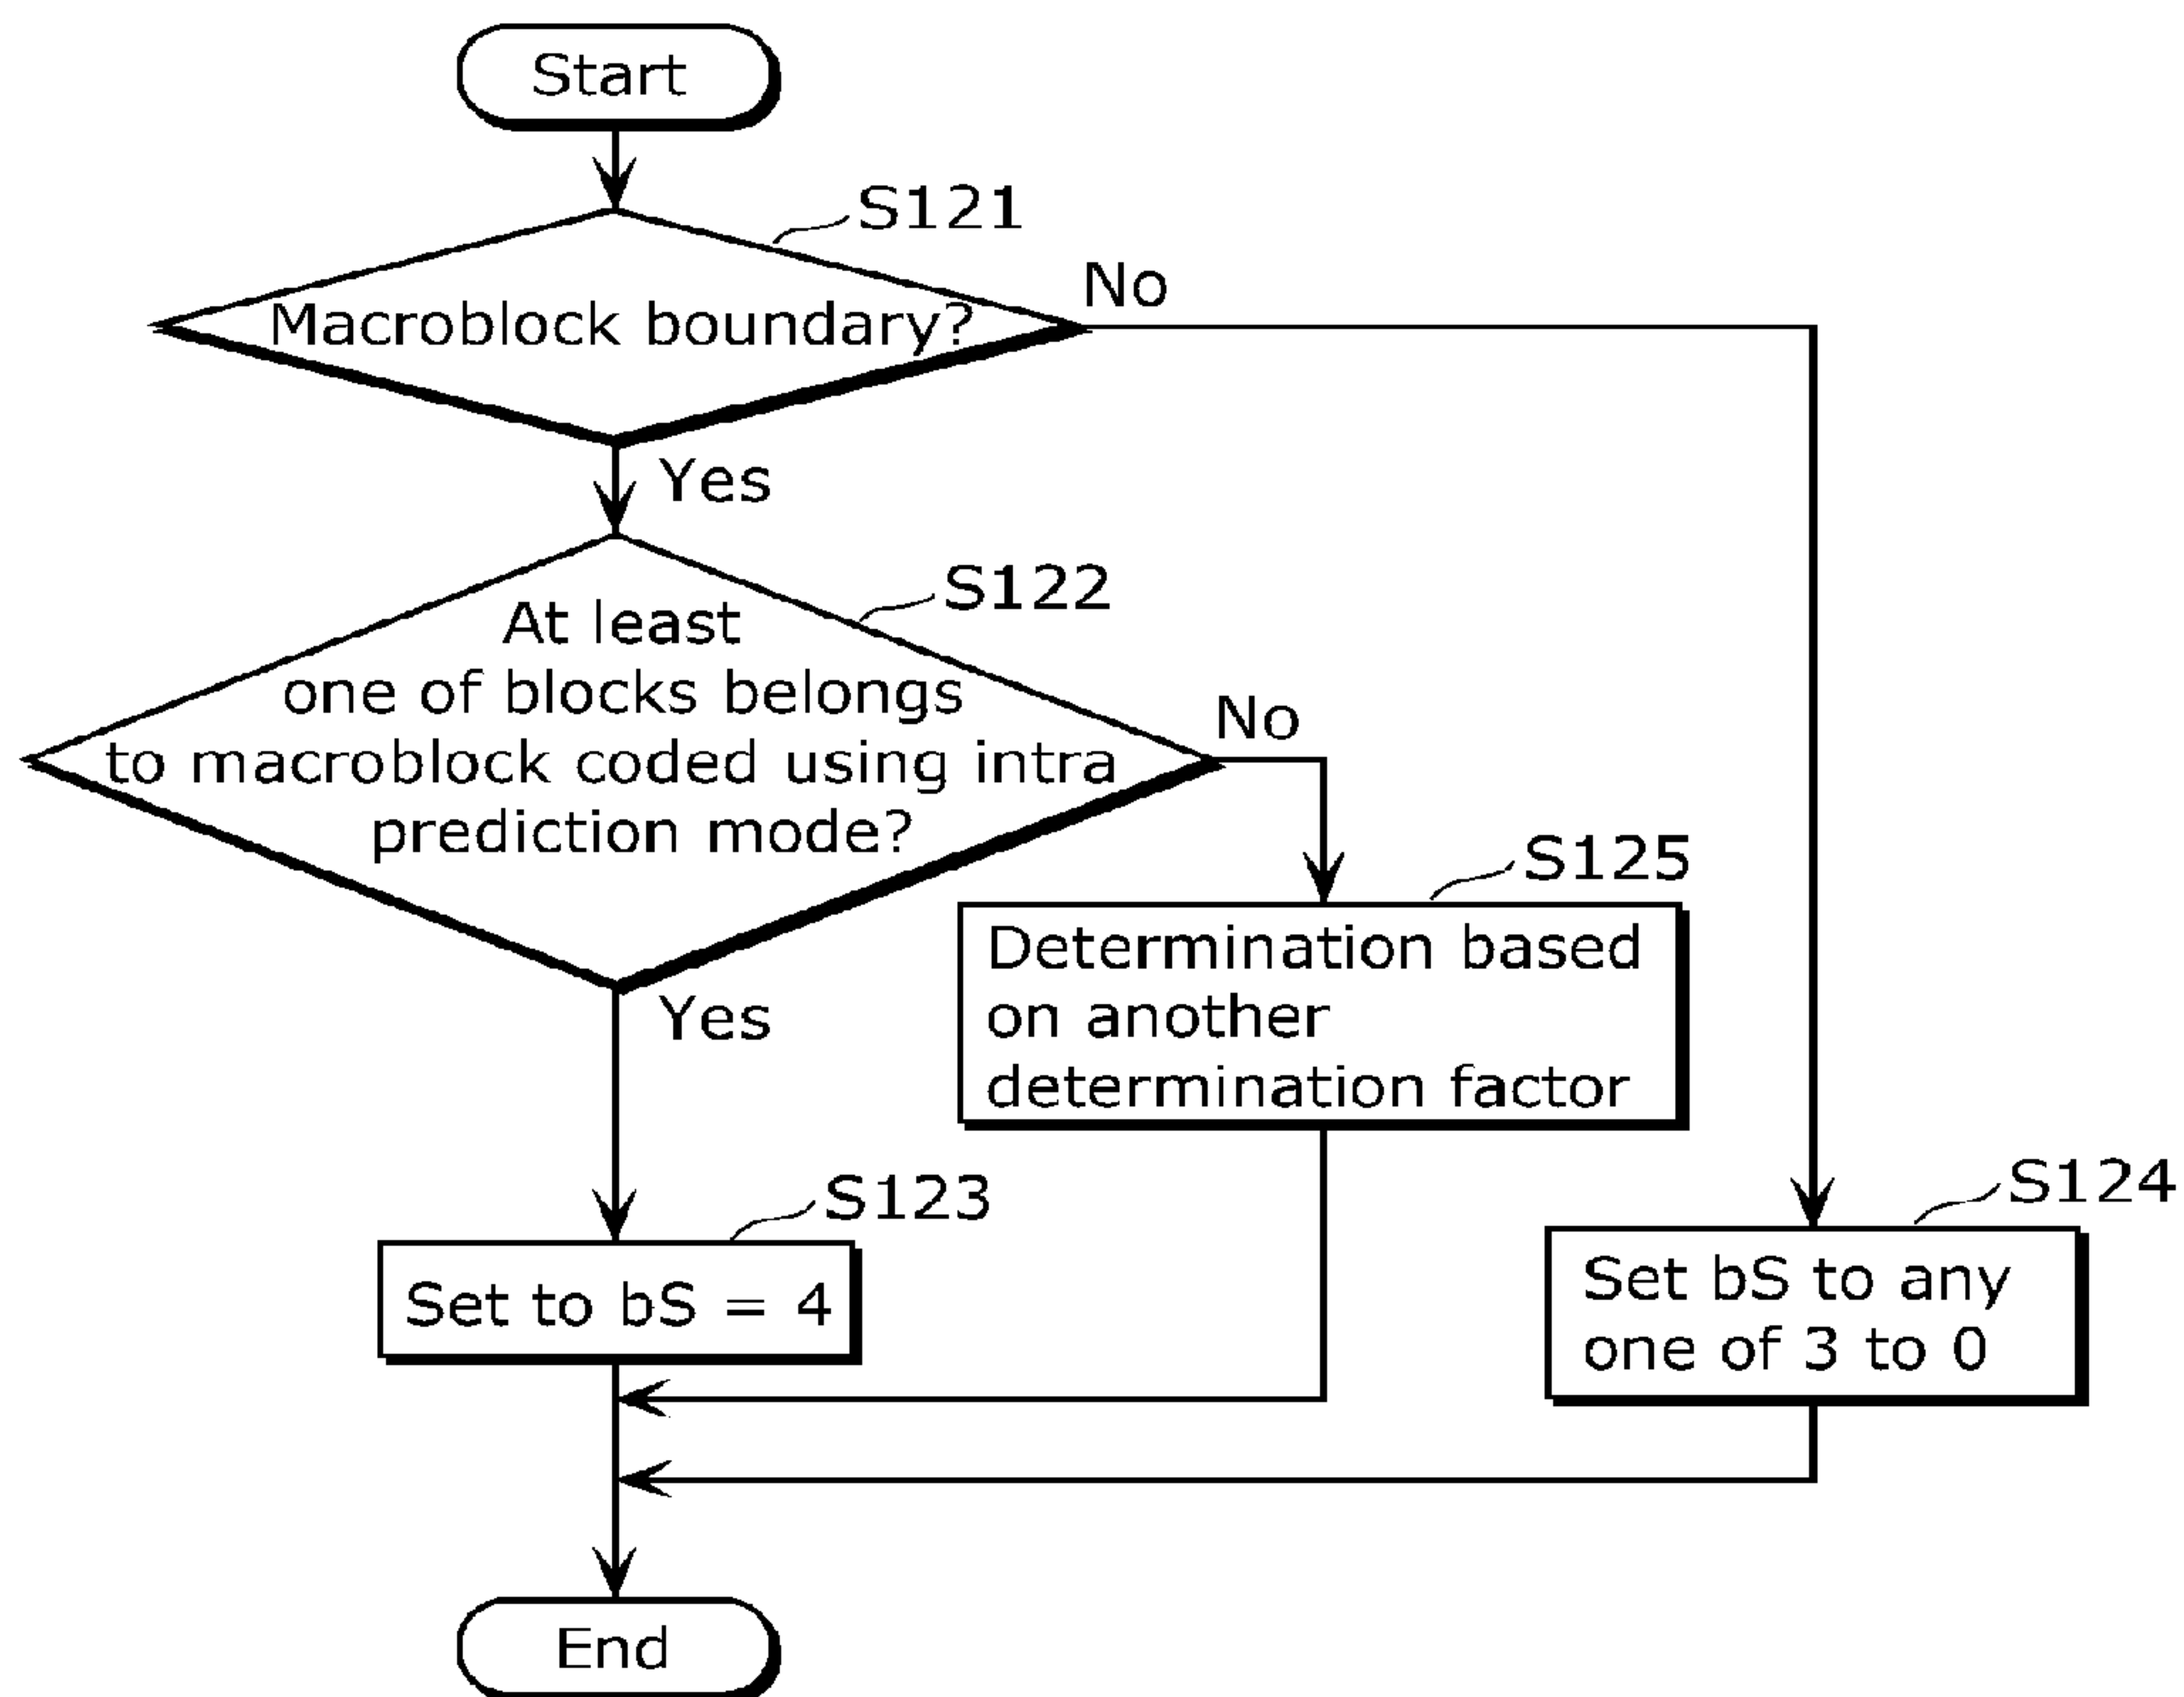 Start
S121
Macroblock boundary?
No
Yes
S122
At least
one of blocks belongs
to macroblock coded using intra
prediction mode?
No
Yes
S125
Determination based
on another
determination factor
S123
Set to bS = 4
S124
Set bS to any
one of 3 to 0
End